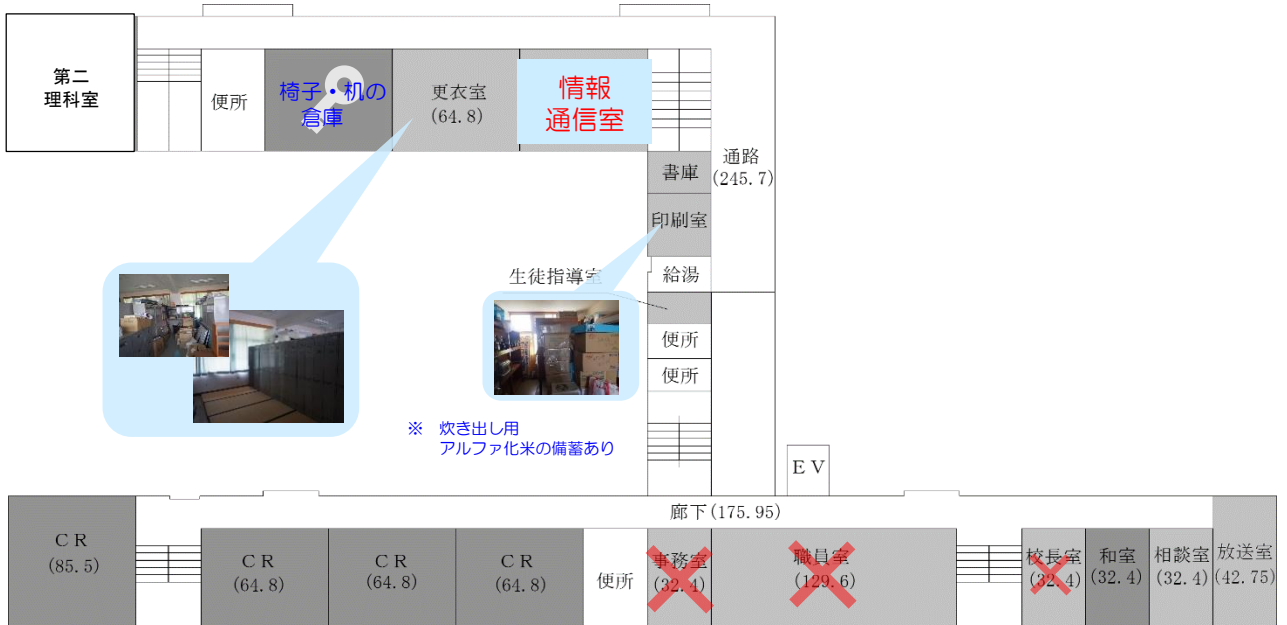 第二
理科室
便所
椅子・机の
倉庫
更衣室
(64.8)
情報
通信室
通路
(245.7)
書庫
印刷室
給湯
生徒指導室
便所
便所
※ 炊き出し用
アルファ化米の備蓄あり
ＥＶ
廊下(175.95)
ＣＲ
(85.5)
ＣＲ
(64.8)
ＣＲ
(64.8)
ＣＲ
(64.8)
便所
事務室
(32.4)
職員室
(129.6)
校長室
(32.4)
和室
(32.4)
相談室
(32.4)
放送室
(42.75)